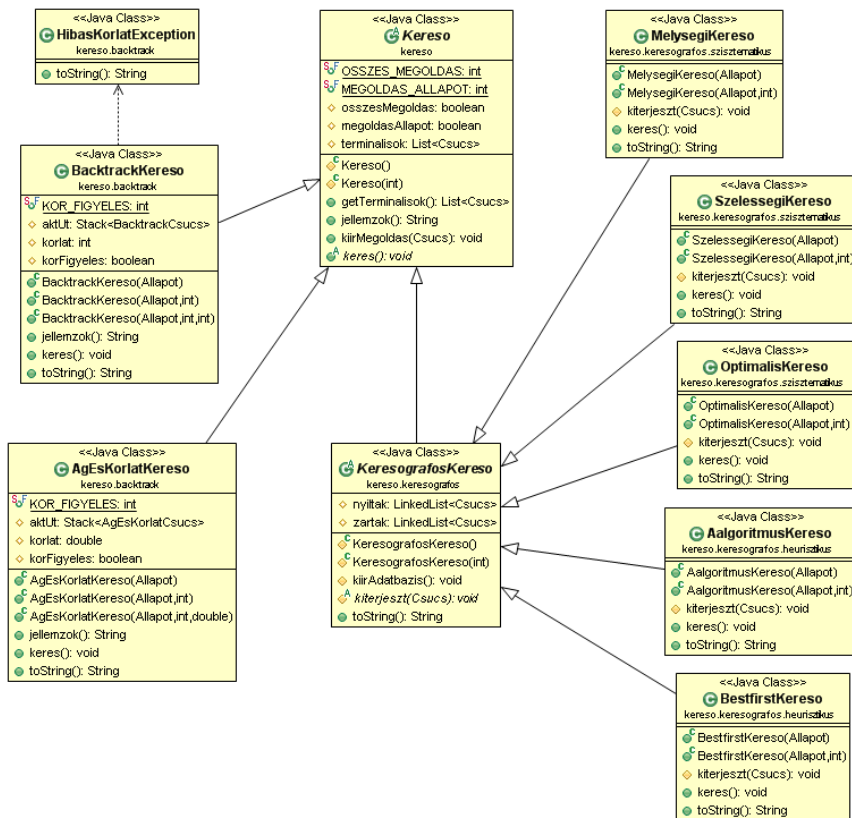 <<Java Class>>
HibasKorlatException
kereso.backtrack
toString(): String
<<Java Class>>
Kereso
kereso
OSSZES_MEGOLDAS: int
MEGOLDAS_ALLAPOT: int
osszesMegoldas: boolean
megoldasAllapot: boolean
terminalisok: List<Csucs>
Kereso()
Kereso(int)
getTerminalisok(): List<Csucs>
jellemzok(): String
kiirMegoldas(Csucs): void
keres(): void
<<Java Class>>
MelysegiKereso
kereso.keresografos.szisztematikus
MelysegiKereso(Allapot)
MelysegiKereso(Allapot,int)
kiterjeszt(Csucs): void
keres(): void
toString(): String
<<Java Class>>
BacktrackKereso
kereso.backtrack
KOR_FIGYELES: int
aktUt: Stack<BacktrackCsucs>
korlat: int
korFigyeles: boolean
BacktrackKereso(Allapot)
BacktrackKereso(Allapot,int)
BacktrackKereso(Allapot,int,int)
jellemzok(): String
keres(): void
toString(): String
<<Java Class>>
SzelessegiKereso
kereso.keresografos.szisztematikus
SzelessegiKereso(Allapot)
SzelessegiKereso(Allapot,int)
kiterjeszt(Csucs): void
keres(): void
toString(): String
<<Java Class>>
OptimalisKereso
kereso.keresografos.szisztematikus
OptimalisKereso(Allapot)
OptimalisKereso(Allapot,int)
kiterjeszt(Csucs): void
keres(): void
toString(): String
<<Java Class>>
AgEsKorlatKereso
kereso.backtrack
KOR_FIGYELES: int
aktUt: Stack<AgEsKorlatCsucs>
korlat: double
korFigyeles: boolean
AgEsKorlatKereso(Allapot)
AgEsKorlatKereso(Allapot,int)
AgEsKorlatKereso(Allapot,int,double)
jellemzok(): String
keres(): void
toString(): String
<<Java Class>>
KeresografosKereso
kereso.keresografos
nyiltak: LinkedList<Csucs>
zartak: LinkedList<Csucs>
KeresografosKereso()
KeresografosKereso(int)
kiirAdatbazis(): void
kiterjeszt(Csucs): void
toString(): String
<<Java Class>>
AalgoritmusKereso
kereso.keresografos.heurisztikus
AalgoritmusKereso(Allapot)
AalgoritmusKereso(Allapot,int)
kiterjeszt(Csucs): void
keres(): void
toString(): String
<<Java Class>>
BestfirstKereso
kereso.keresografos.heurisztikus
BestfirstKereso(Allapot)
BestfirstKereso(Allapot,int)
kiterjeszt(Csucs): void
keres(): void
toString(): String